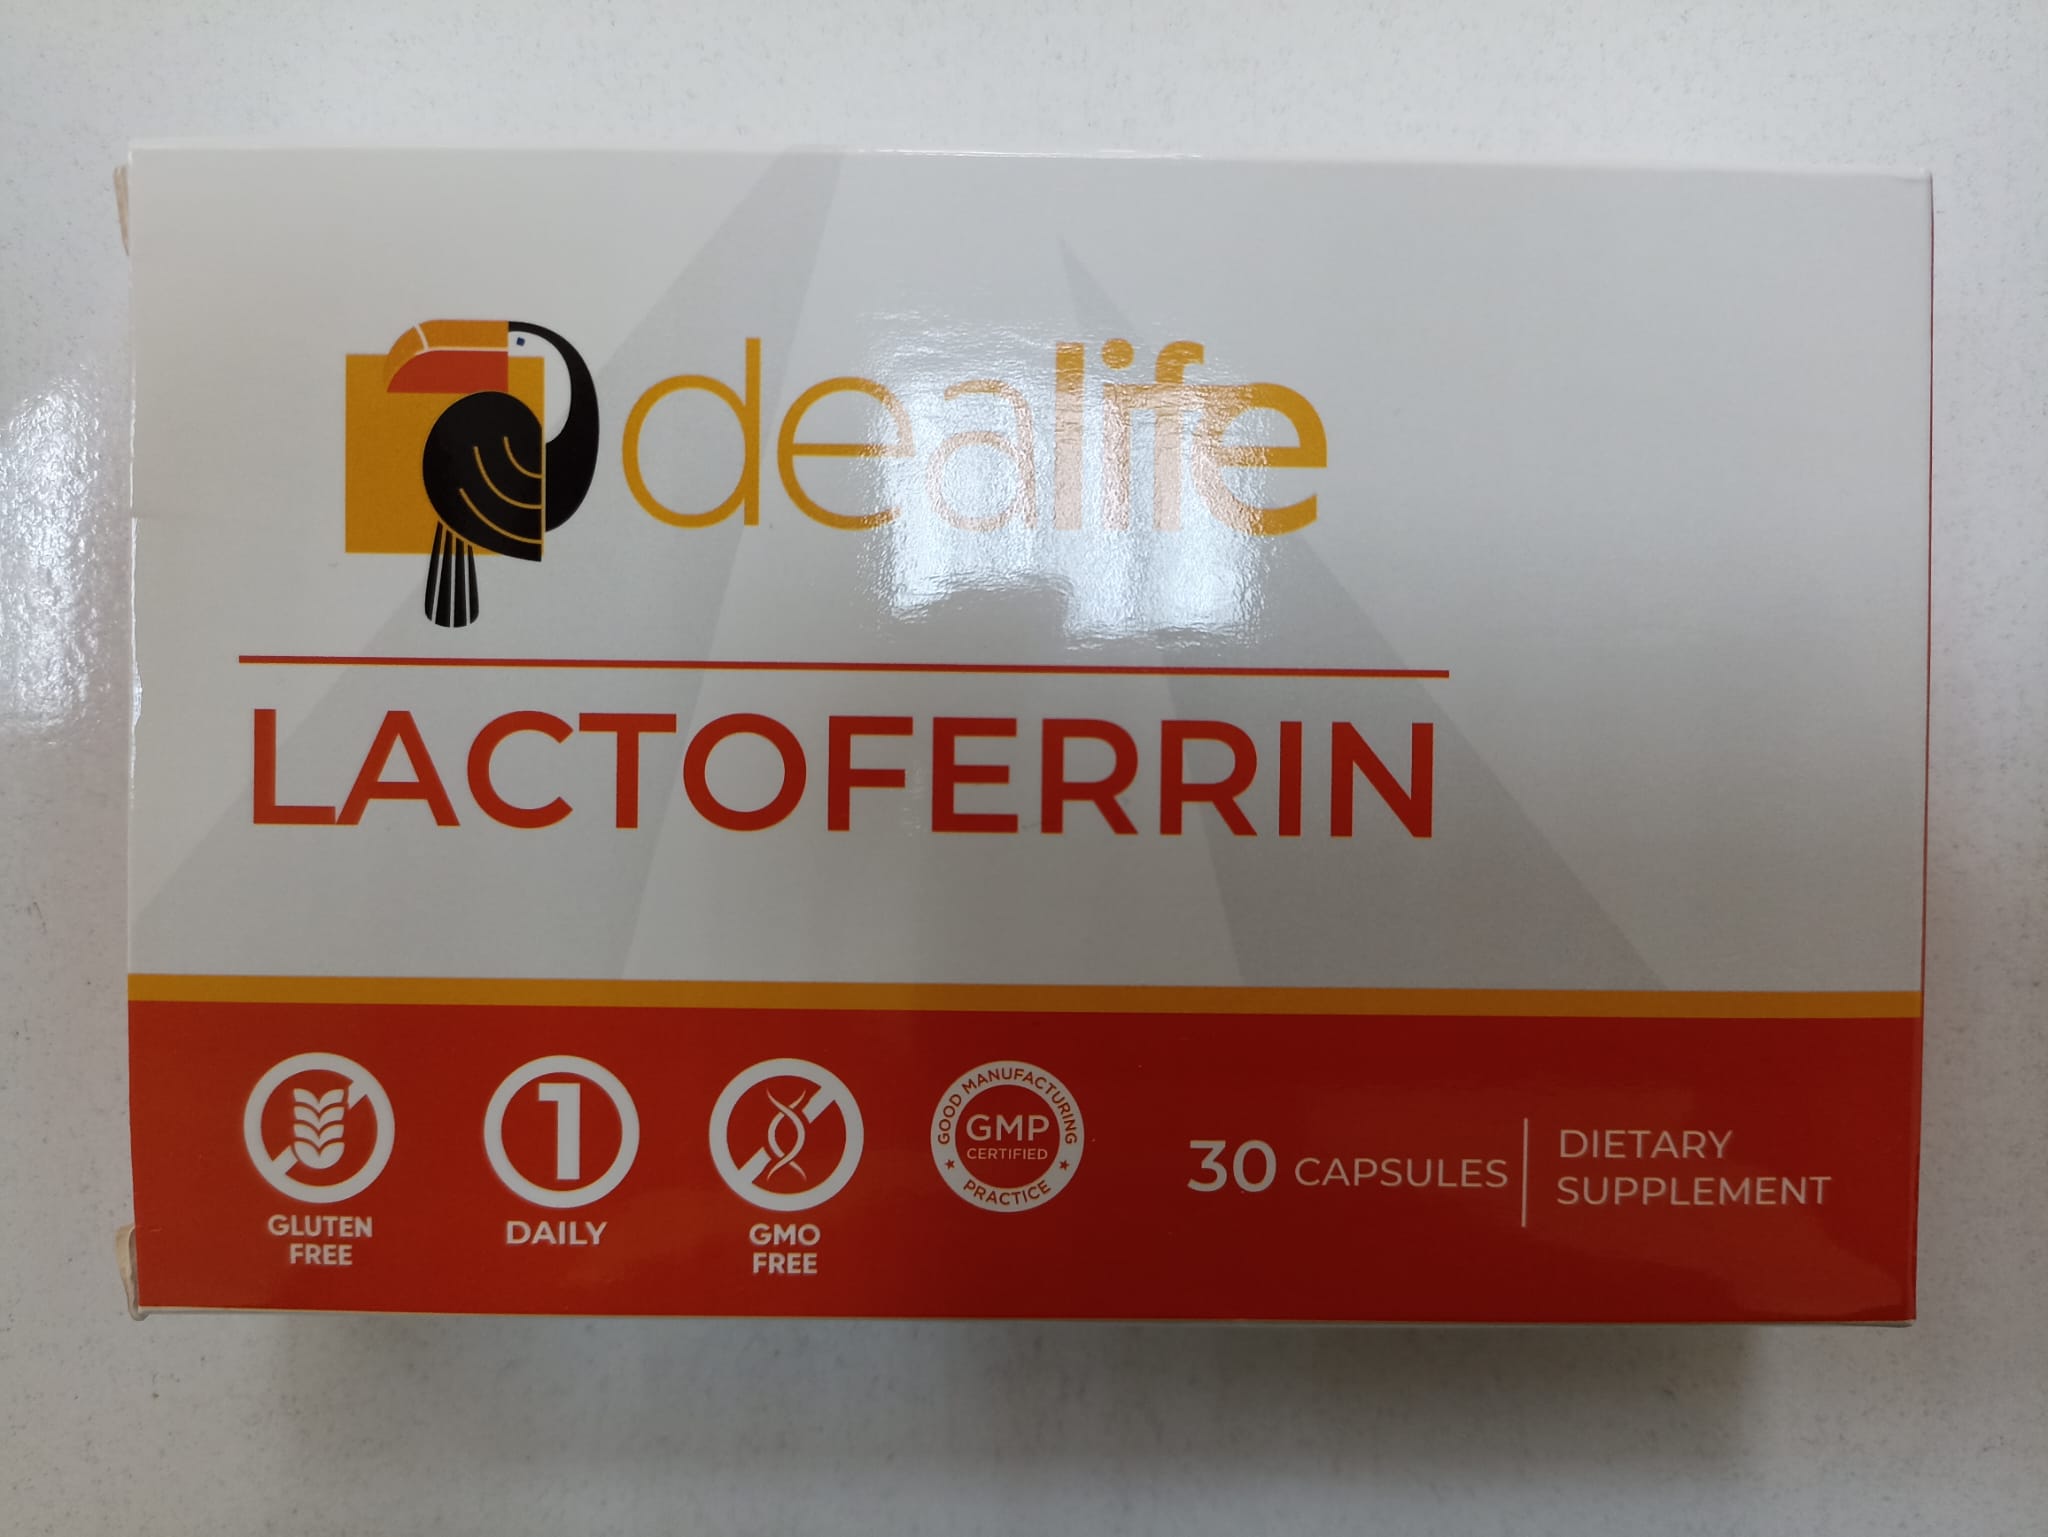 dealife
LACTOFERRIN
GLUTEN
FREE
1
DAILY
GMO
FREE
GOOD MANUFACTURING
GMP
CERTIFIED
PRACTICE
30 CAPSULES
DIETARY
SUPPLEMENT